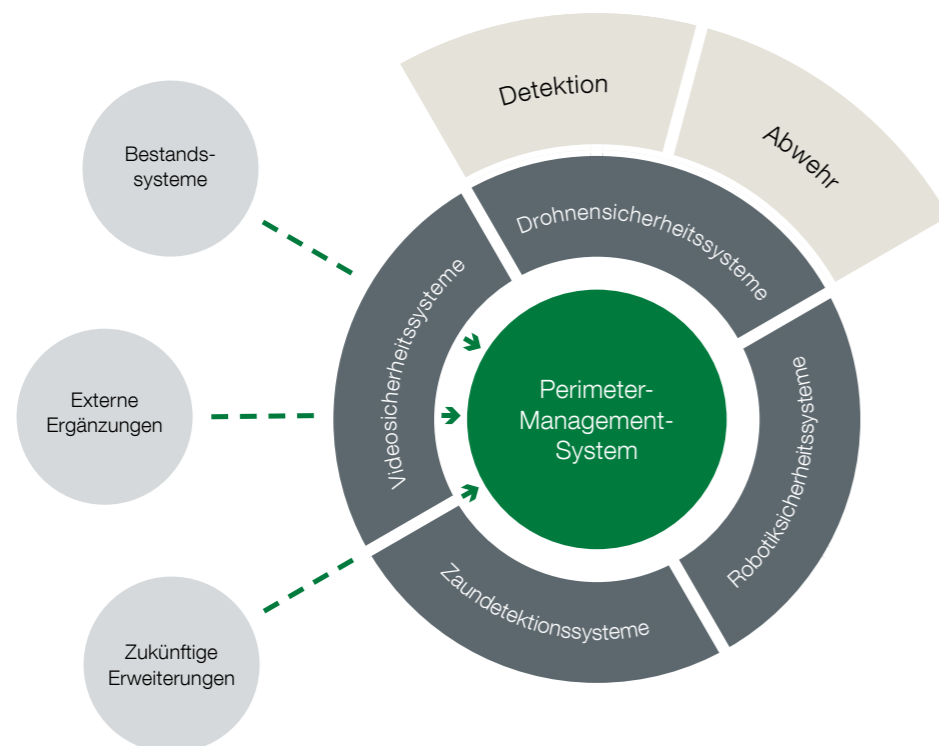 Detektion
Abwehr
Bestands-
systeme
Drohnensicherheitssysteme
Videosicherheitssysteme
Externe
Ergänzungen
Perimeter-
Management-
System
Robotiksicherheitssysteme
Zaundetektionssysteme
Zukünftige
Erweiterungen